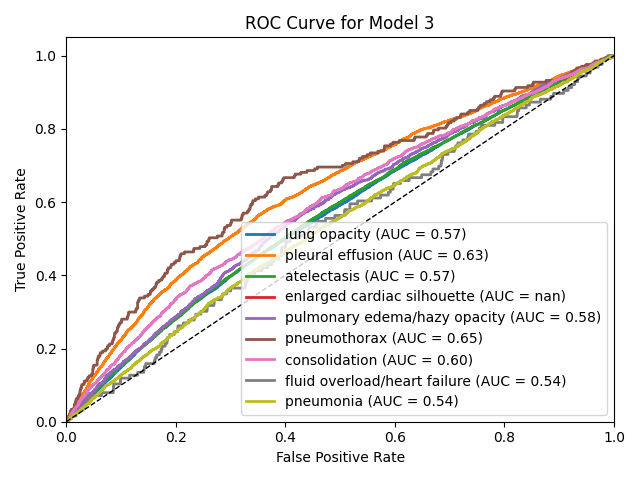 ROC Curve for Model 3
True Positive Rate
1.0
0.8
0.6
0.4
0.2
0.0
lung opacity (AUC = 0.57)
pleural effusion (AUC = 0.63)
atelectasis (AUC = 0.57)
enlarged cardiac silhouette (AUC = nan)
pulmonary edema/hazy opacity (AUC = 0.58)
pneumothorax (AUC = 0.65)
consolidation (AUC = 0.60)
fluid overload/heart failure (AUC = 0.54)
pneumonia (AUC = 0.54)
0.0 0.2 0.4 0.6 0.8 1.0
False Positive Rate